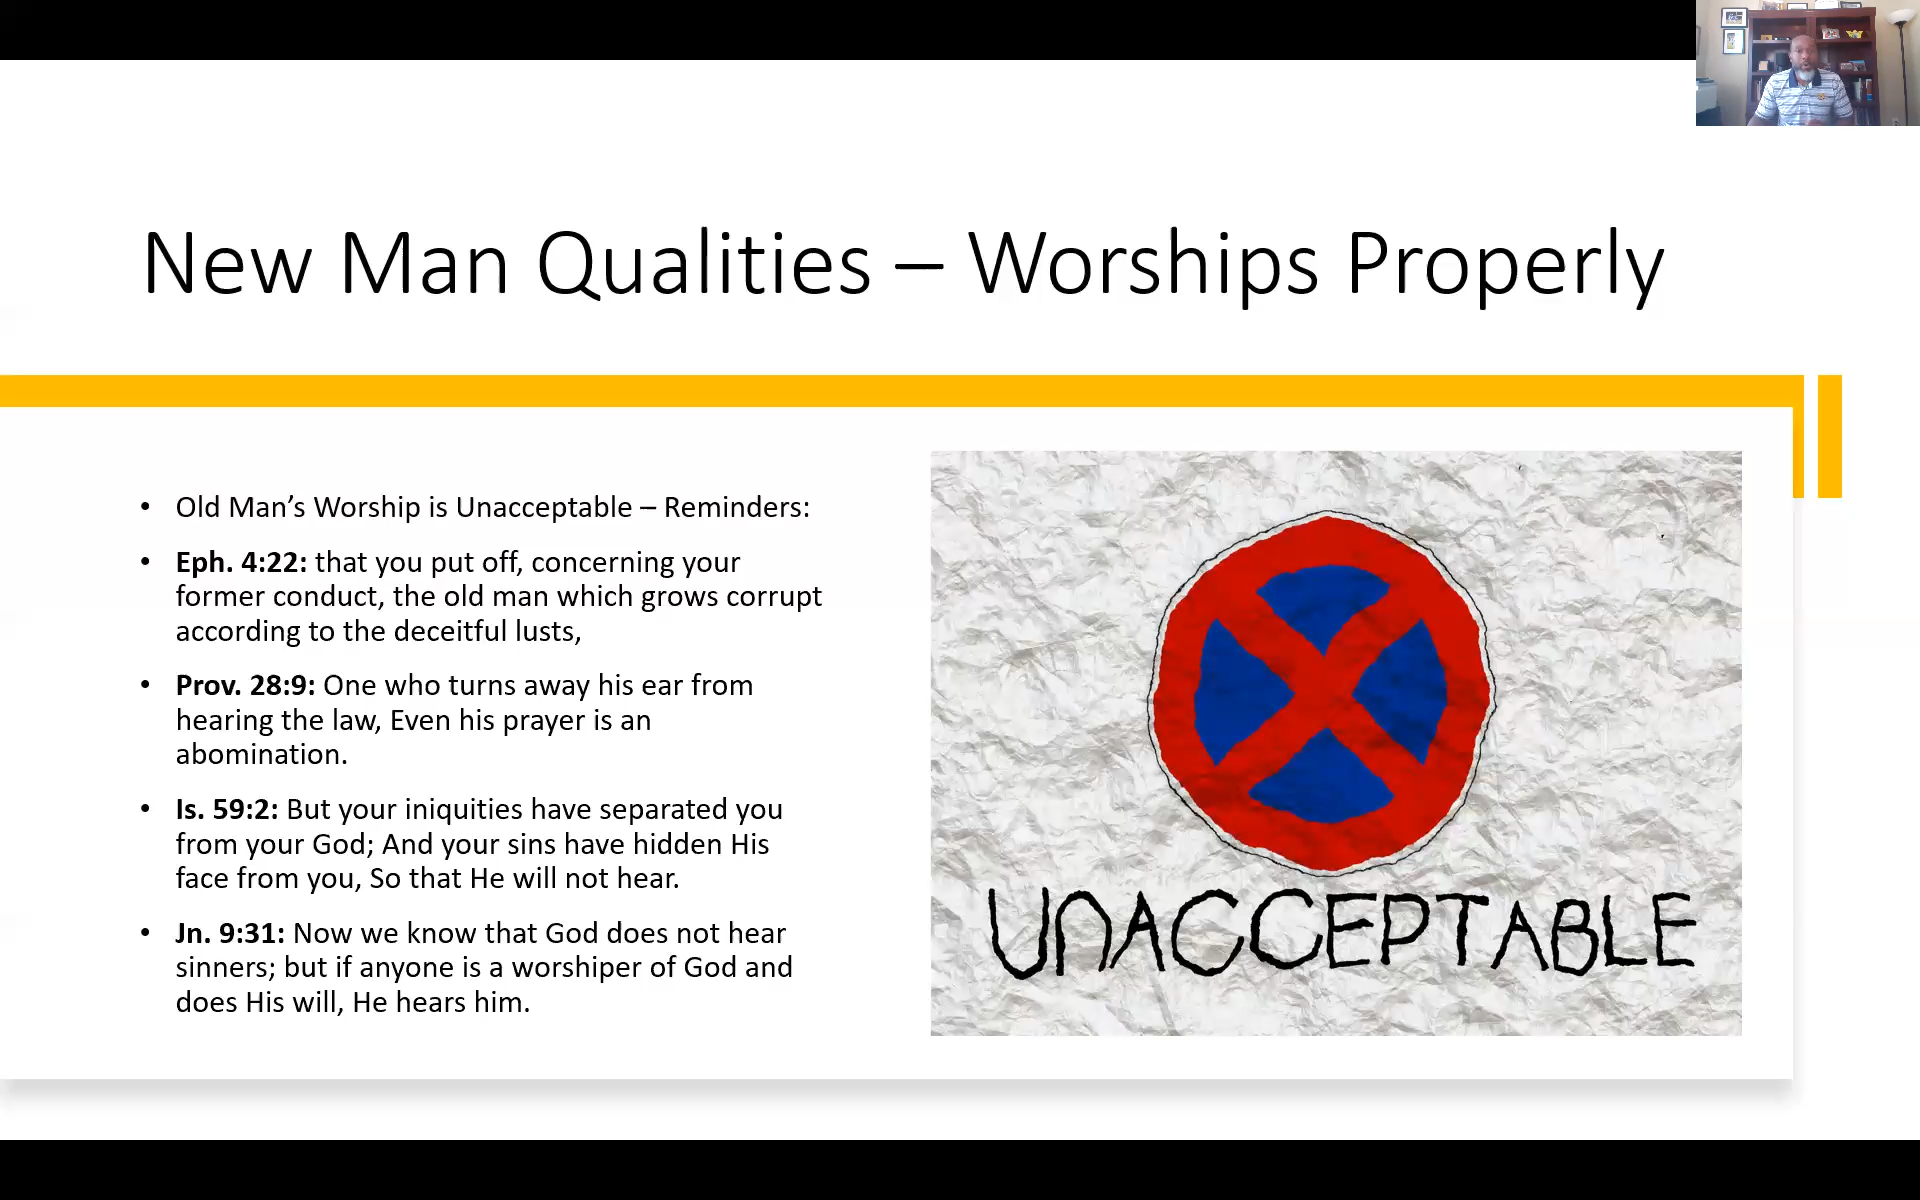 New Man Qualities – Worships Properly
• Old Man’s Worship is Unacceptable – Reminders:
• Eph. 4:22: that you put off, concerning your
former conduct, the old man which grows corrupt
according to the deceitful lusts,
• Prov. 28:9: One who turns away his ear from
hearing the law, Even his prayer is an
abomination.
• Is. 59:2: But your iniquities have separated you
from your God; And your sins have hidden His
face from you, So that He will not hear.
• Jn. 9:31: Now we know that God does not hear
sinners; but if anyone is a worshiper of God and
does His will, He hears him.
UNACCEPTABLE